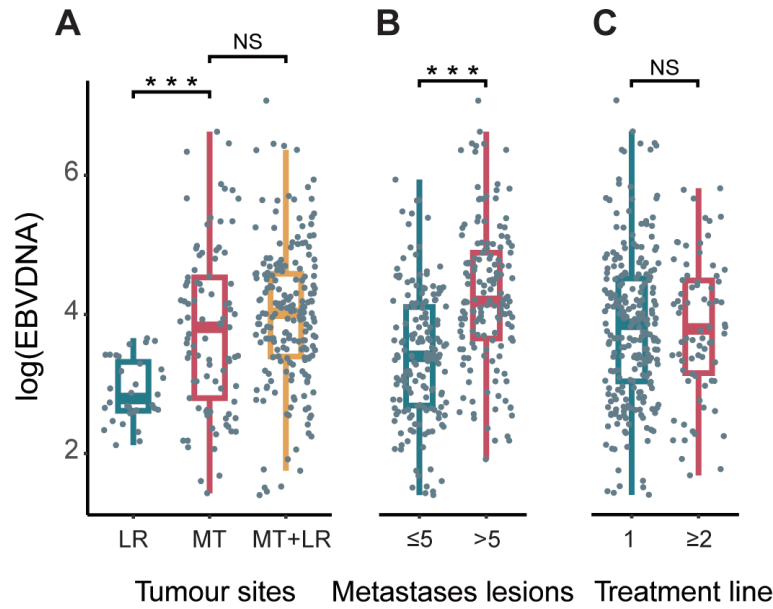 A B C
NS
* * *
* * *
NS
log(EBVDNA)
6
4
2
LR MT MT+LR
≤5 >5
1 ≥2
Tumour sites
Metastases lesions
Treatment line